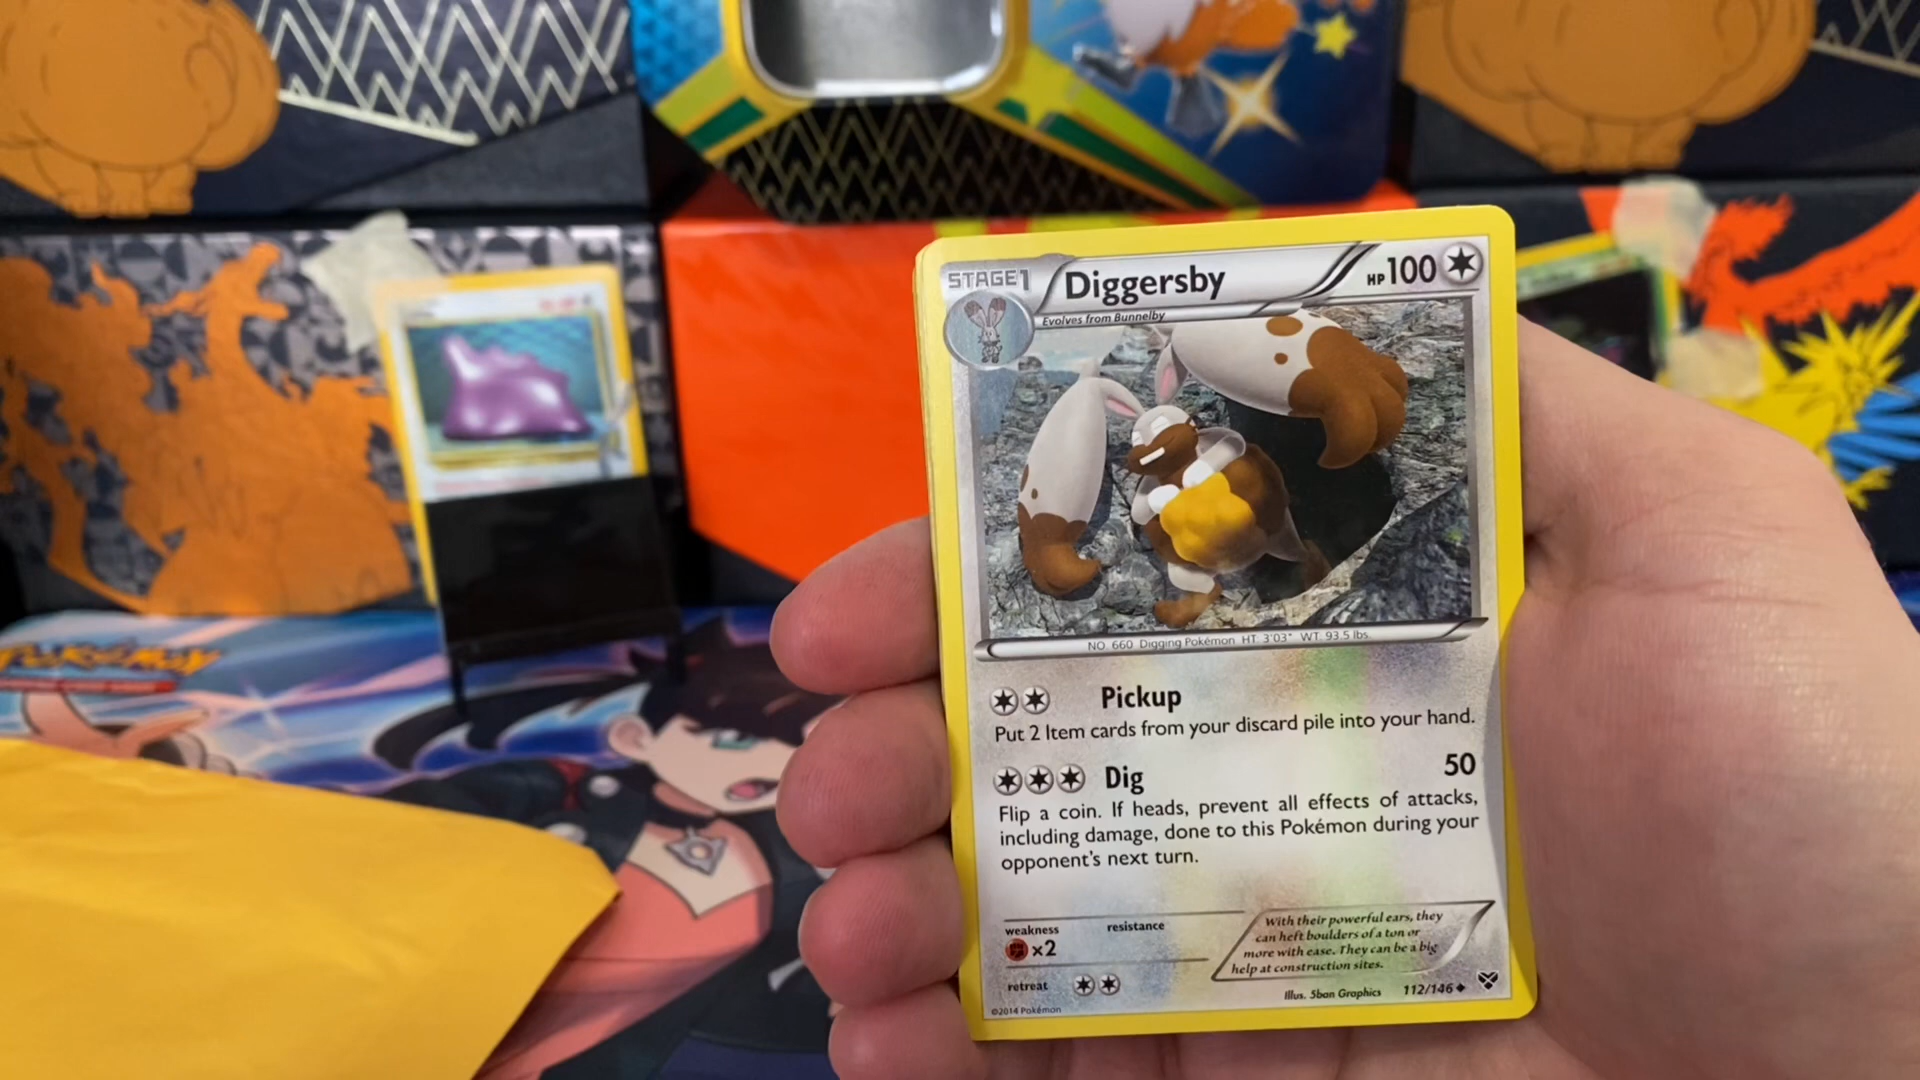 STAGE1 Diggersby HP100
Evolves from Bunnelby
NO. 660 Digging Pokémon HT: 3'03" WT: 93.5 lbs.
Pickup
Put 2 Item cards from your discard pile into your hand.
Dig 50
Flip a coin. If heads, prevent all effects of attacks,
including damage, done to this Pokémon during your
opponent's next turn.
weakness resistance
x2
retreat
With their powerful ears, they
can heft boulders of a ton or
more with ease. They can be a big
help at construction sites.
Illus. 5ban Graphics 112/146
©2014 Pokémon
POKÉMON